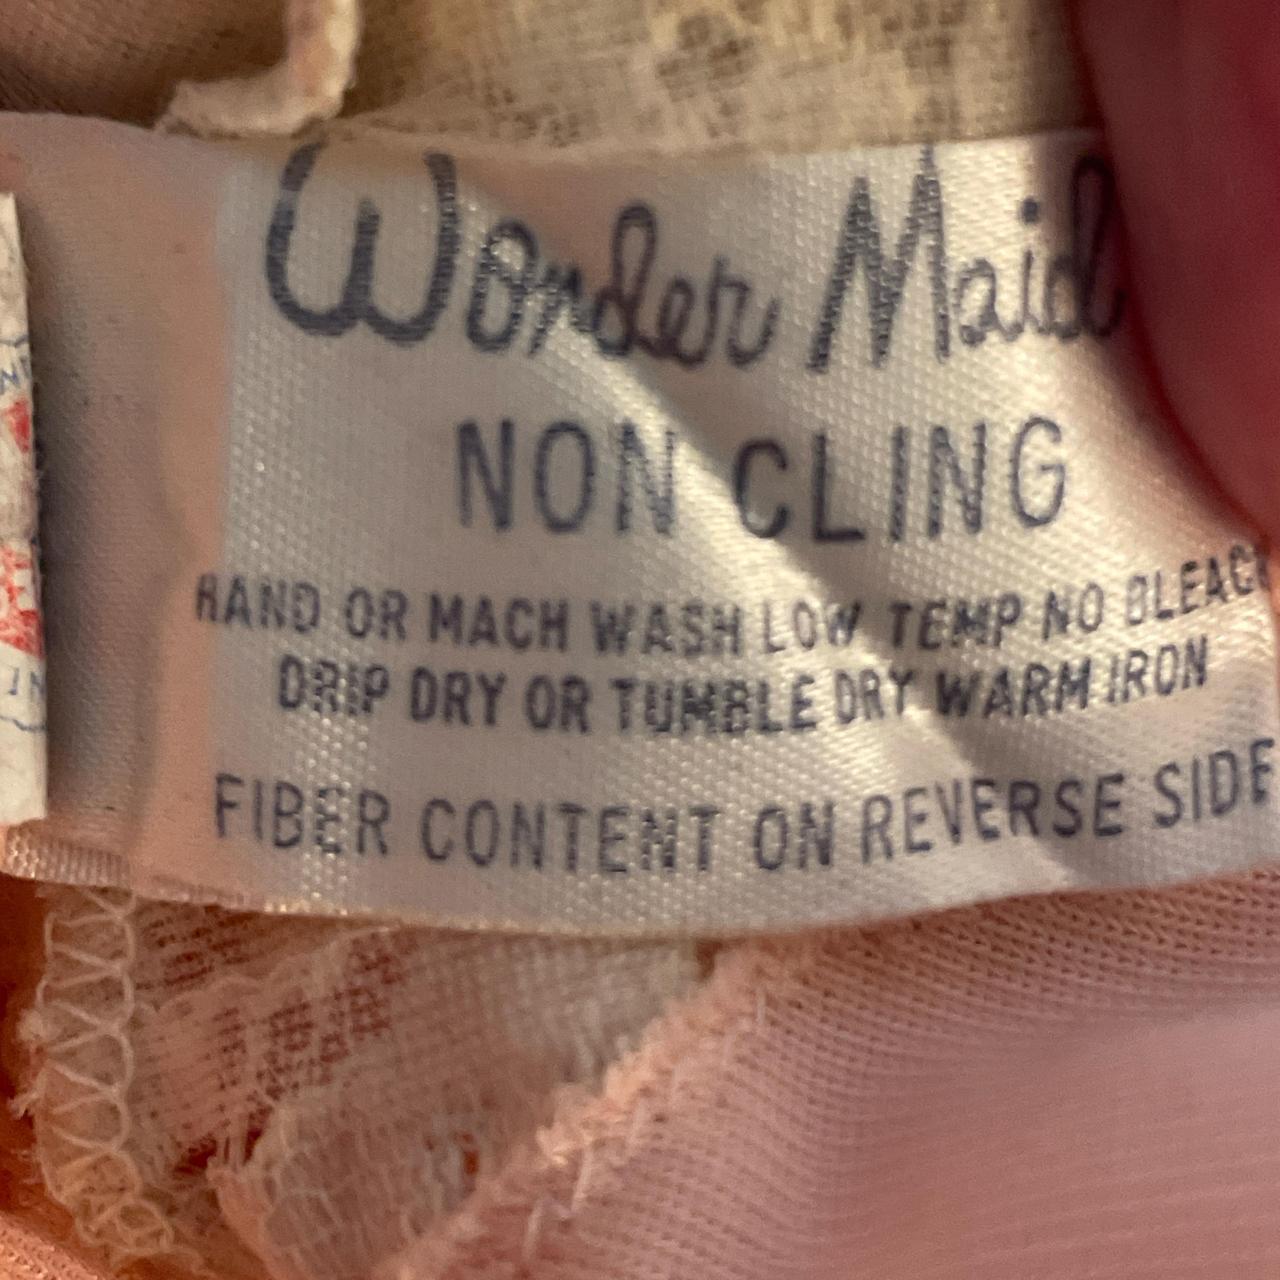 Wonder Maid
NON CLING
HAND OR MACH WASH LOW TEMP NO BLEACH
DRIP DRY OR TUMBLE DRY WARM IRON
FIBER CONTENT ON REVERSE SIDE